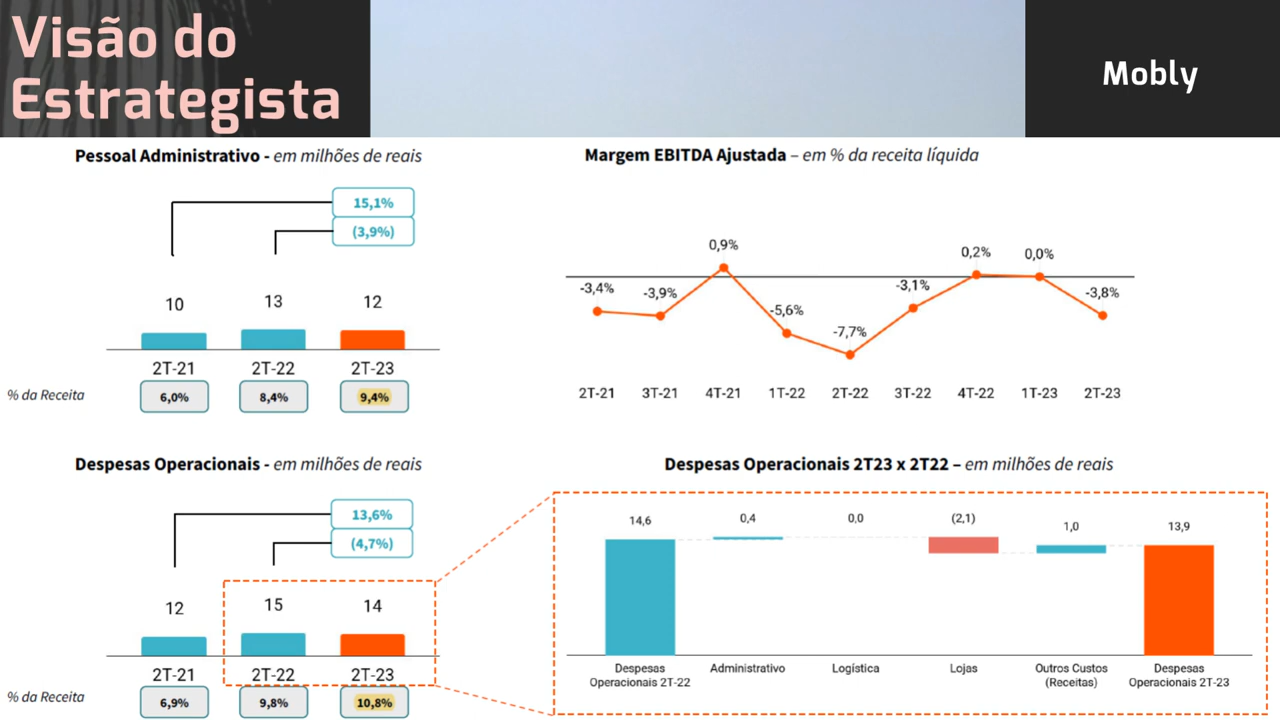 Visão do
Estrategista
Mobly
Pessoal Administrativo - em milhões de reais
15,1%
(3,9%)
10
13
12
2T-21
2T-22
2T-23
% da Receita
6,0%
8,4%
9,4%
Margem EBITDA Ajustada – em % da receita líquida
-3,4%
-3,9%
0,9%
-5,6%
-7,7%
-3,1%
0,2%
0,0%
-3,8%
2T-21
3T-21
4T-21
1T-22
2T-22
3T-22
4T-22
1T-23
2T-23
Despesas Operacionais - em milhões de reais
13,6%
(4,7%)
12
15
14
2T-21
2T-22
2T-23
% da Receita
6,9%
9,8%
10,8%
Despesas Operacionais 2T23 x 2T22 – em milhões de reais
14,6
0,4
0,0
(2,1)
1,0
13,9
Despesas
Operacionais 2T-22
Administrativo
Logística
Lojas
Outros Custos
(Receitas)
Despesas
Operacionais 2T-23